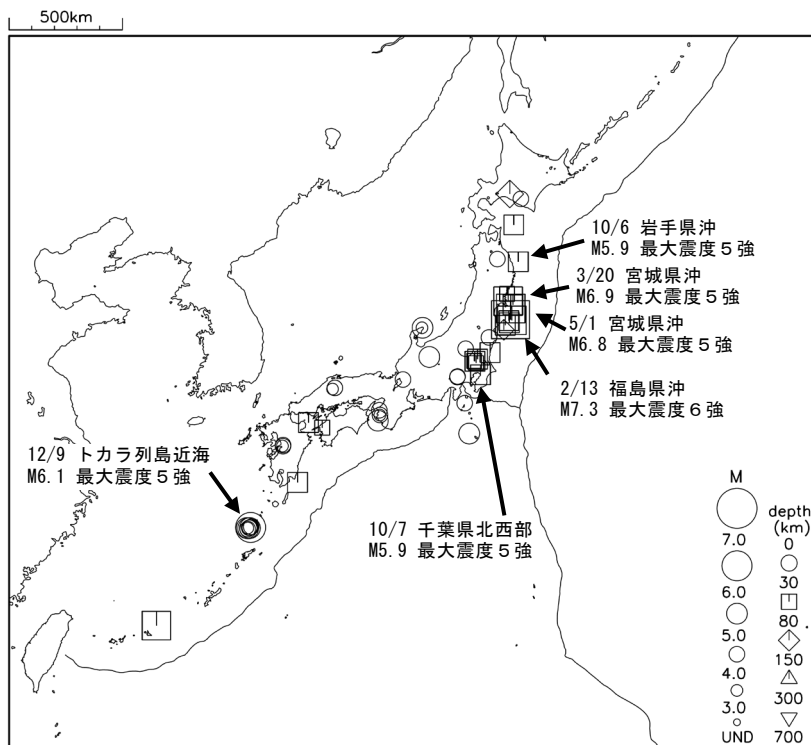 500km
10/6 岩手県沖
M5.9 最大震度５強
3/20 宮城県沖
M6.9 最大震度５強
5/1 宮城県沖
M6.8 最大震度５強
2/13 福島県沖
M7.3 最大震度６強
12/9 トカラ列島近海
M6.1 最大震度５強
10/7 千葉県北西部
M5.9 最大震度５強
M
depth
(km)
7.0
0
30
6.0
80
5.0
150
4.0
300
3.0
UND
700